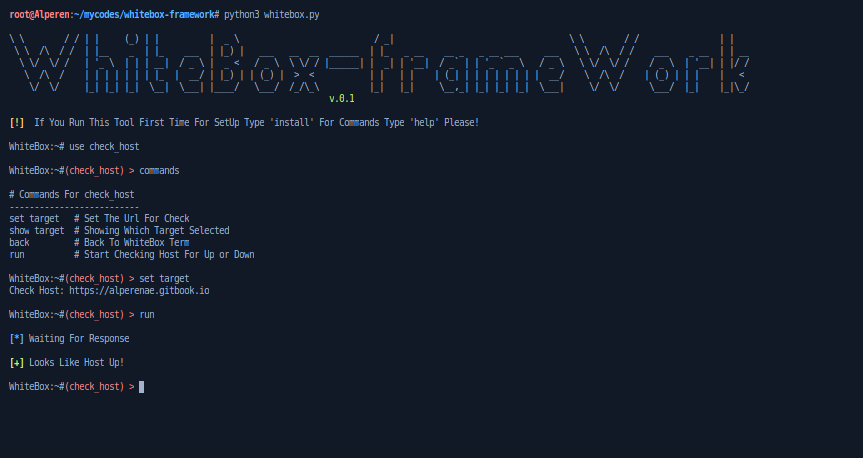 root@Alperen:~/mycodes/whitebox-framework# python3 whitebox.py
WhiteBox-FrameWork
v.0.1
[!] If You Run This Tool First Time For SetUp Type 'install' For Commands Type 'help' Please!
WhiteBox:~# use check_host
WhiteBox:~#(check_host) > commands
# Commands For check_host
--------------------------
set target # Set The Url For Check
show target # Showing Which Target Selected
back # Back To WhiteBox Term
run # Start Checking Host For Up or Down
WhiteBox:~#(check_host) > set target
Check Host: https://alperenae.gitbook.io
WhiteBox:~#(check_host) > run
[*] Waiting For Response
[+] Looks Like Host Up!
WhiteBox:~#(check_host) >